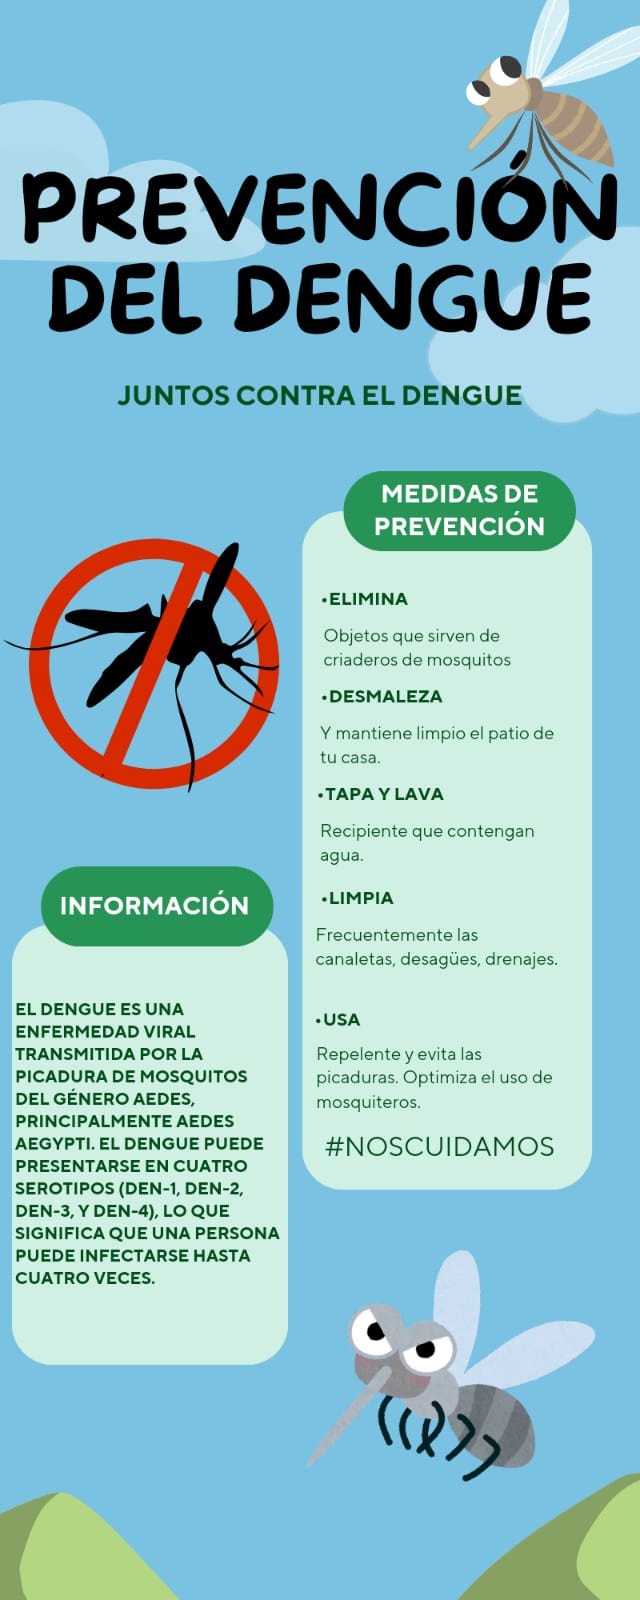 PREVENCIÓN
DEL DENGUE
JUNTOS CONTRA EL DENGUE
MEDIDAS DE
PREVENCIÓN
•ELIMINA
Objetos que sirven de
criaderos de mosquitos
•DESMALEZA
Y mantiene limpio el patio de
tu casa.
•TAPA Y LAVA
Recipiente que contengan
agua.
•LIMPIA
Frecuentemente las
canaletas, desagües, drenajes.
•USA
Repelente y evita las
picaduras. Optimiza el uso de
mosquiteros.
#NOSCUIDAMOS
INFORMACIÓN
EL DENGUE ES UNA
ENFERMEDAD VIRAL
TRANSMITIDA POR LA
PICADURA DE MOSQUITOS
DEL GÉNERO AEDES,
PRINCIPALMENTE AEDES
AEGYPTI. EL DENGUE PUEDE
PRESENTARSE EN CUATRO
SEROTIPOS (DEN-1, DEN-2,
DEN-3, Y DEN-4), LO QUE
SIGNIFICA QUE UNA PERSONA
PUEDE INFECTARSE HASTA
CUATRO VECES.